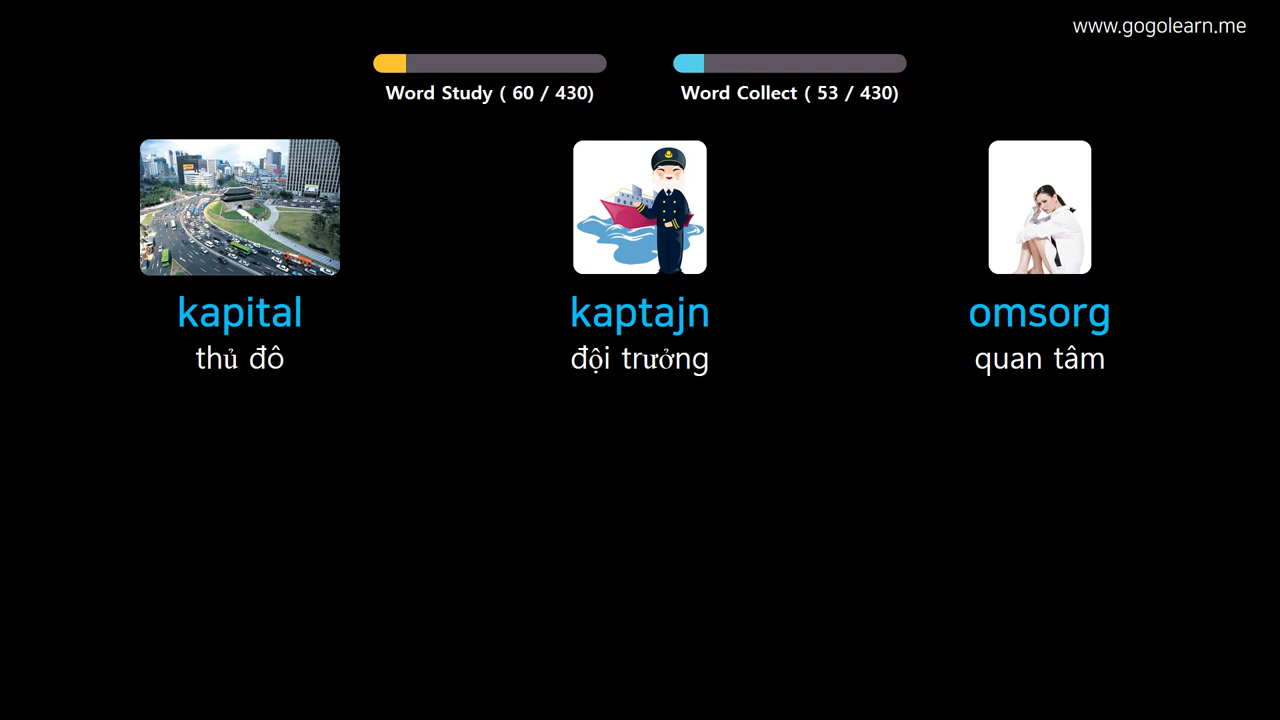 www.gogolearn.me
Word Study ( 60 / 430)
Word Collect ( 53 / 430)
kapital
thủ đô
kaptajn
đội trưởng
omsorg
quan tâm